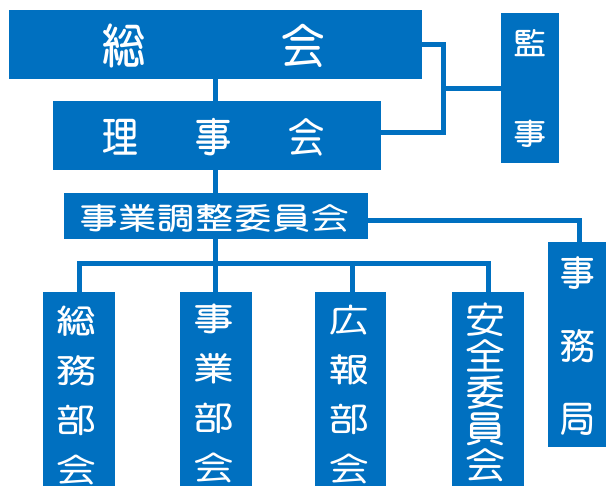 総会
監事
理事会
事業調整委員会
事務局
総務部会
事業部会
広報部会
安全委員会